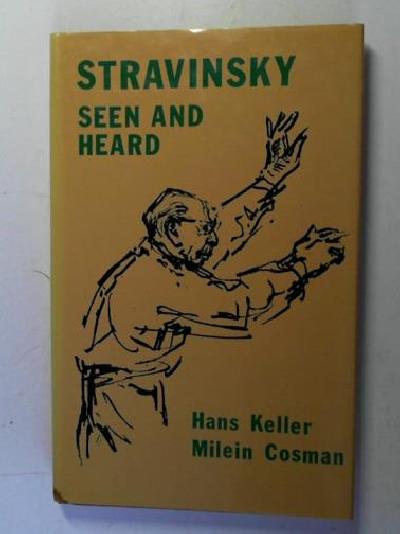 STRAVINSKY
SEEN AND
HEARD
Hans Keller
Milein Cosman